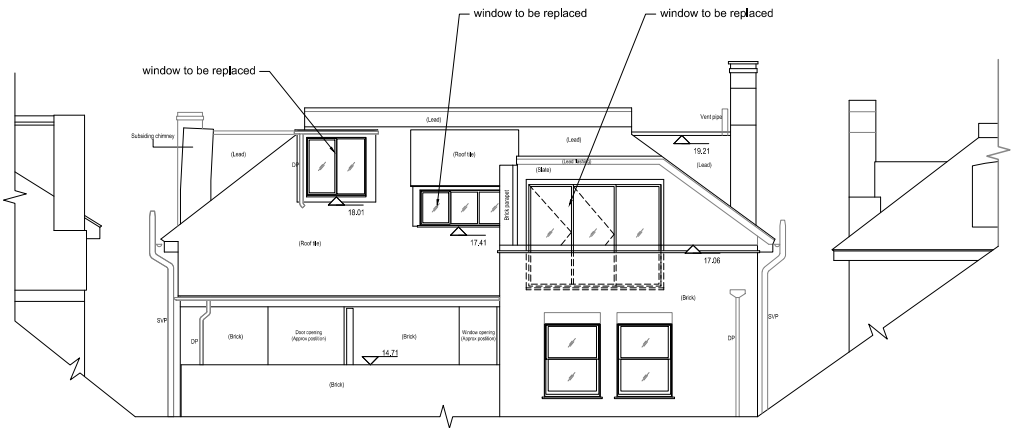 window to be replaced
window to be replaced
window to be replaced
Vent pipe
(Lead)
Subsiding chimney
(Lead)
19.21
(Lead)
(Roof tile)
DP
(Lead flashing)
(Lead)
(Slate)
Brick parapet
18.01
17.41
(Roof tile)
17.06
(Brick)
SVP
SVP
DP
(Brick)
Door opening
(Approx position)
(Brick)
Window opening
(Approx position)
DP
14.71
(Brick)